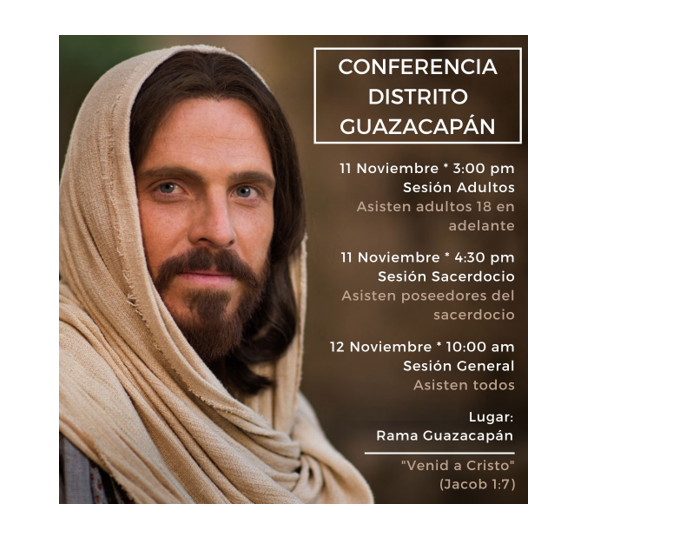 CONFERENCIA
DISTRITO
GUAZACAPÁN
11 Noviembre * 3:00 pm
Sesión Adultos
Asisten adultos 18 en
adelante
11 Noviembre * 4:30 pm
Sesión Sacerdocio
Asisten poseedores del
sacerdocio
12 Noviembre * 10:00 am
Sesión General
Asisten todos
Lugar:
Rama Guazacapán
"Venid a Cristo"
(Jacob 1:7)